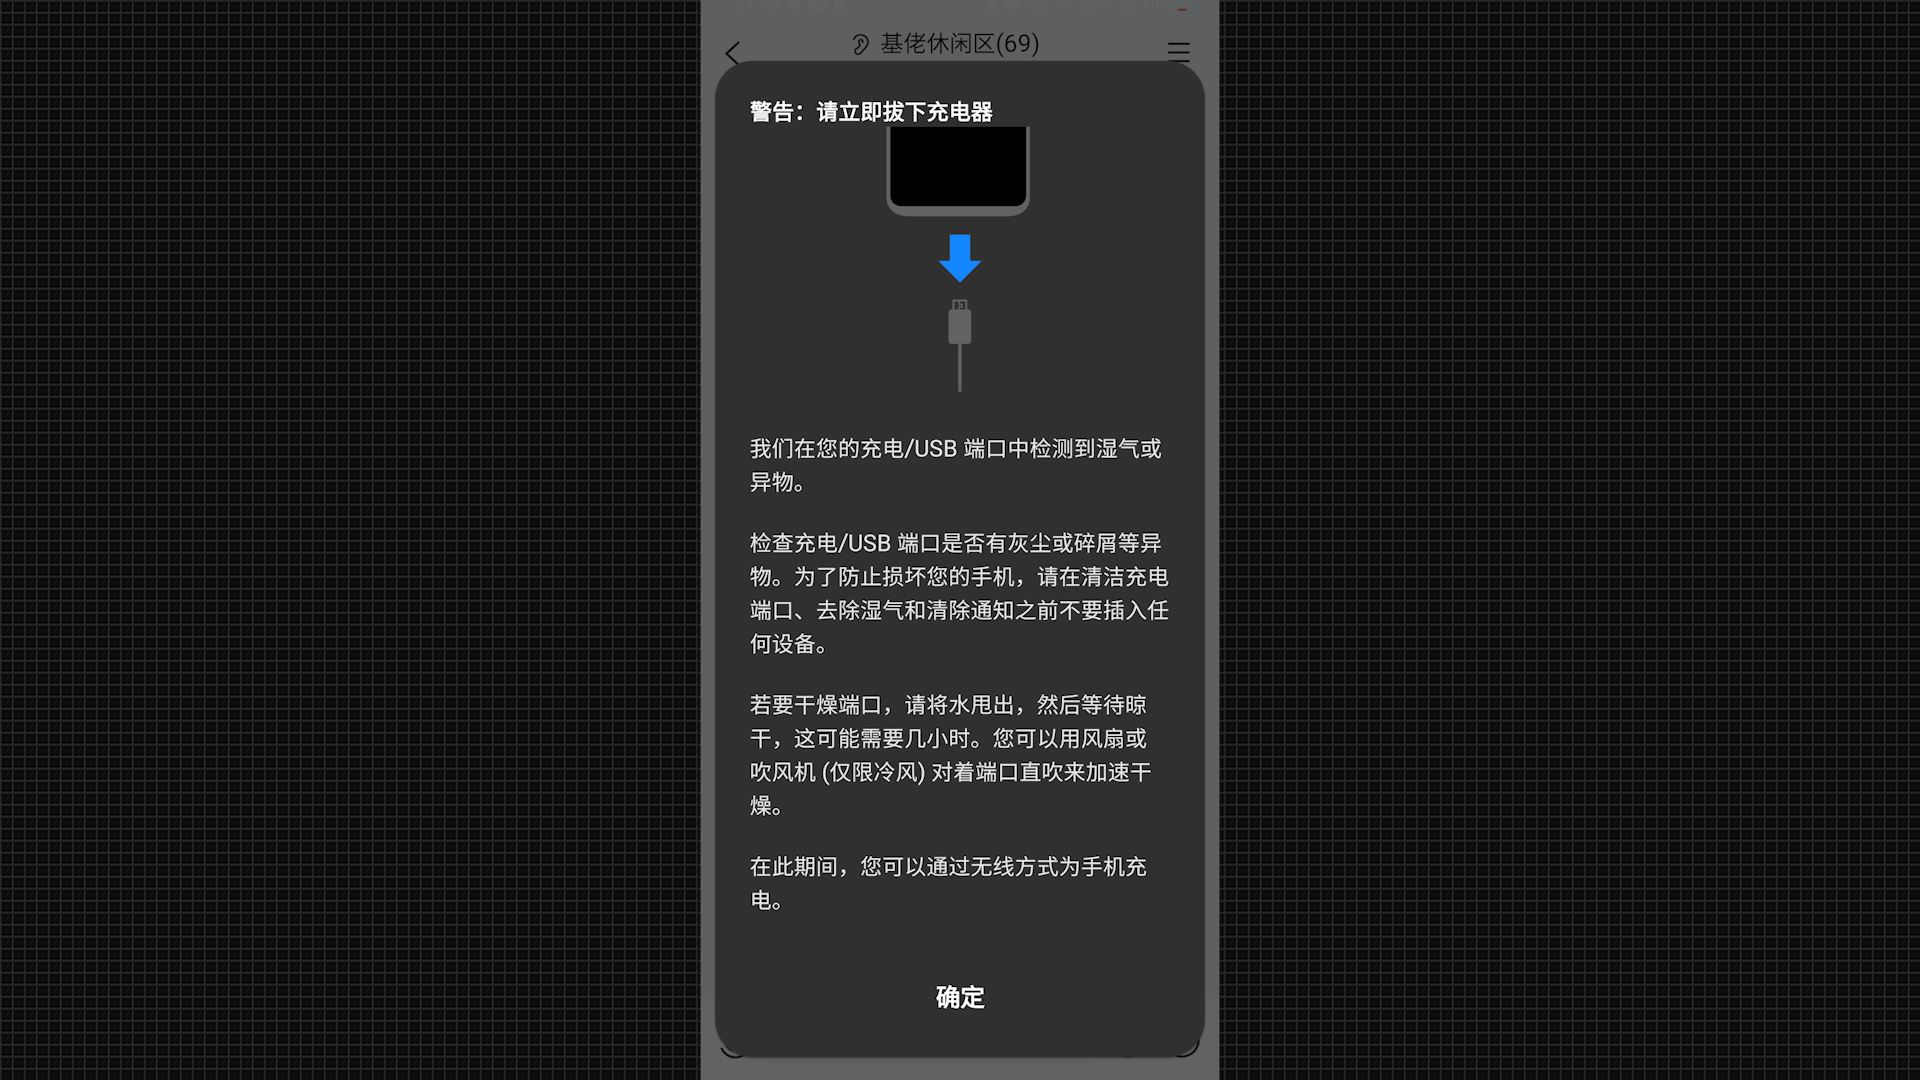 基佬休闲区(69)
警告：请立即拔下充电器
我们在您的充电/USB 端口中检测到湿气或
异物。
检查充电/USB 端口是否有灰尘或碎屑等异
物。为了防止损坏您的手机，请在清洁充电
端口、去除湿气和清除通知之前不要插入任
何设备。
若要干燥端口，请将水甩出，然后等待晾
干，这可能需要几小时。您可以用风扇或
吹风机 (仅限冷风) 对着端口直吹来加速干
燥。
在此期间，您可以通过无线方式为手机充
电。
确定